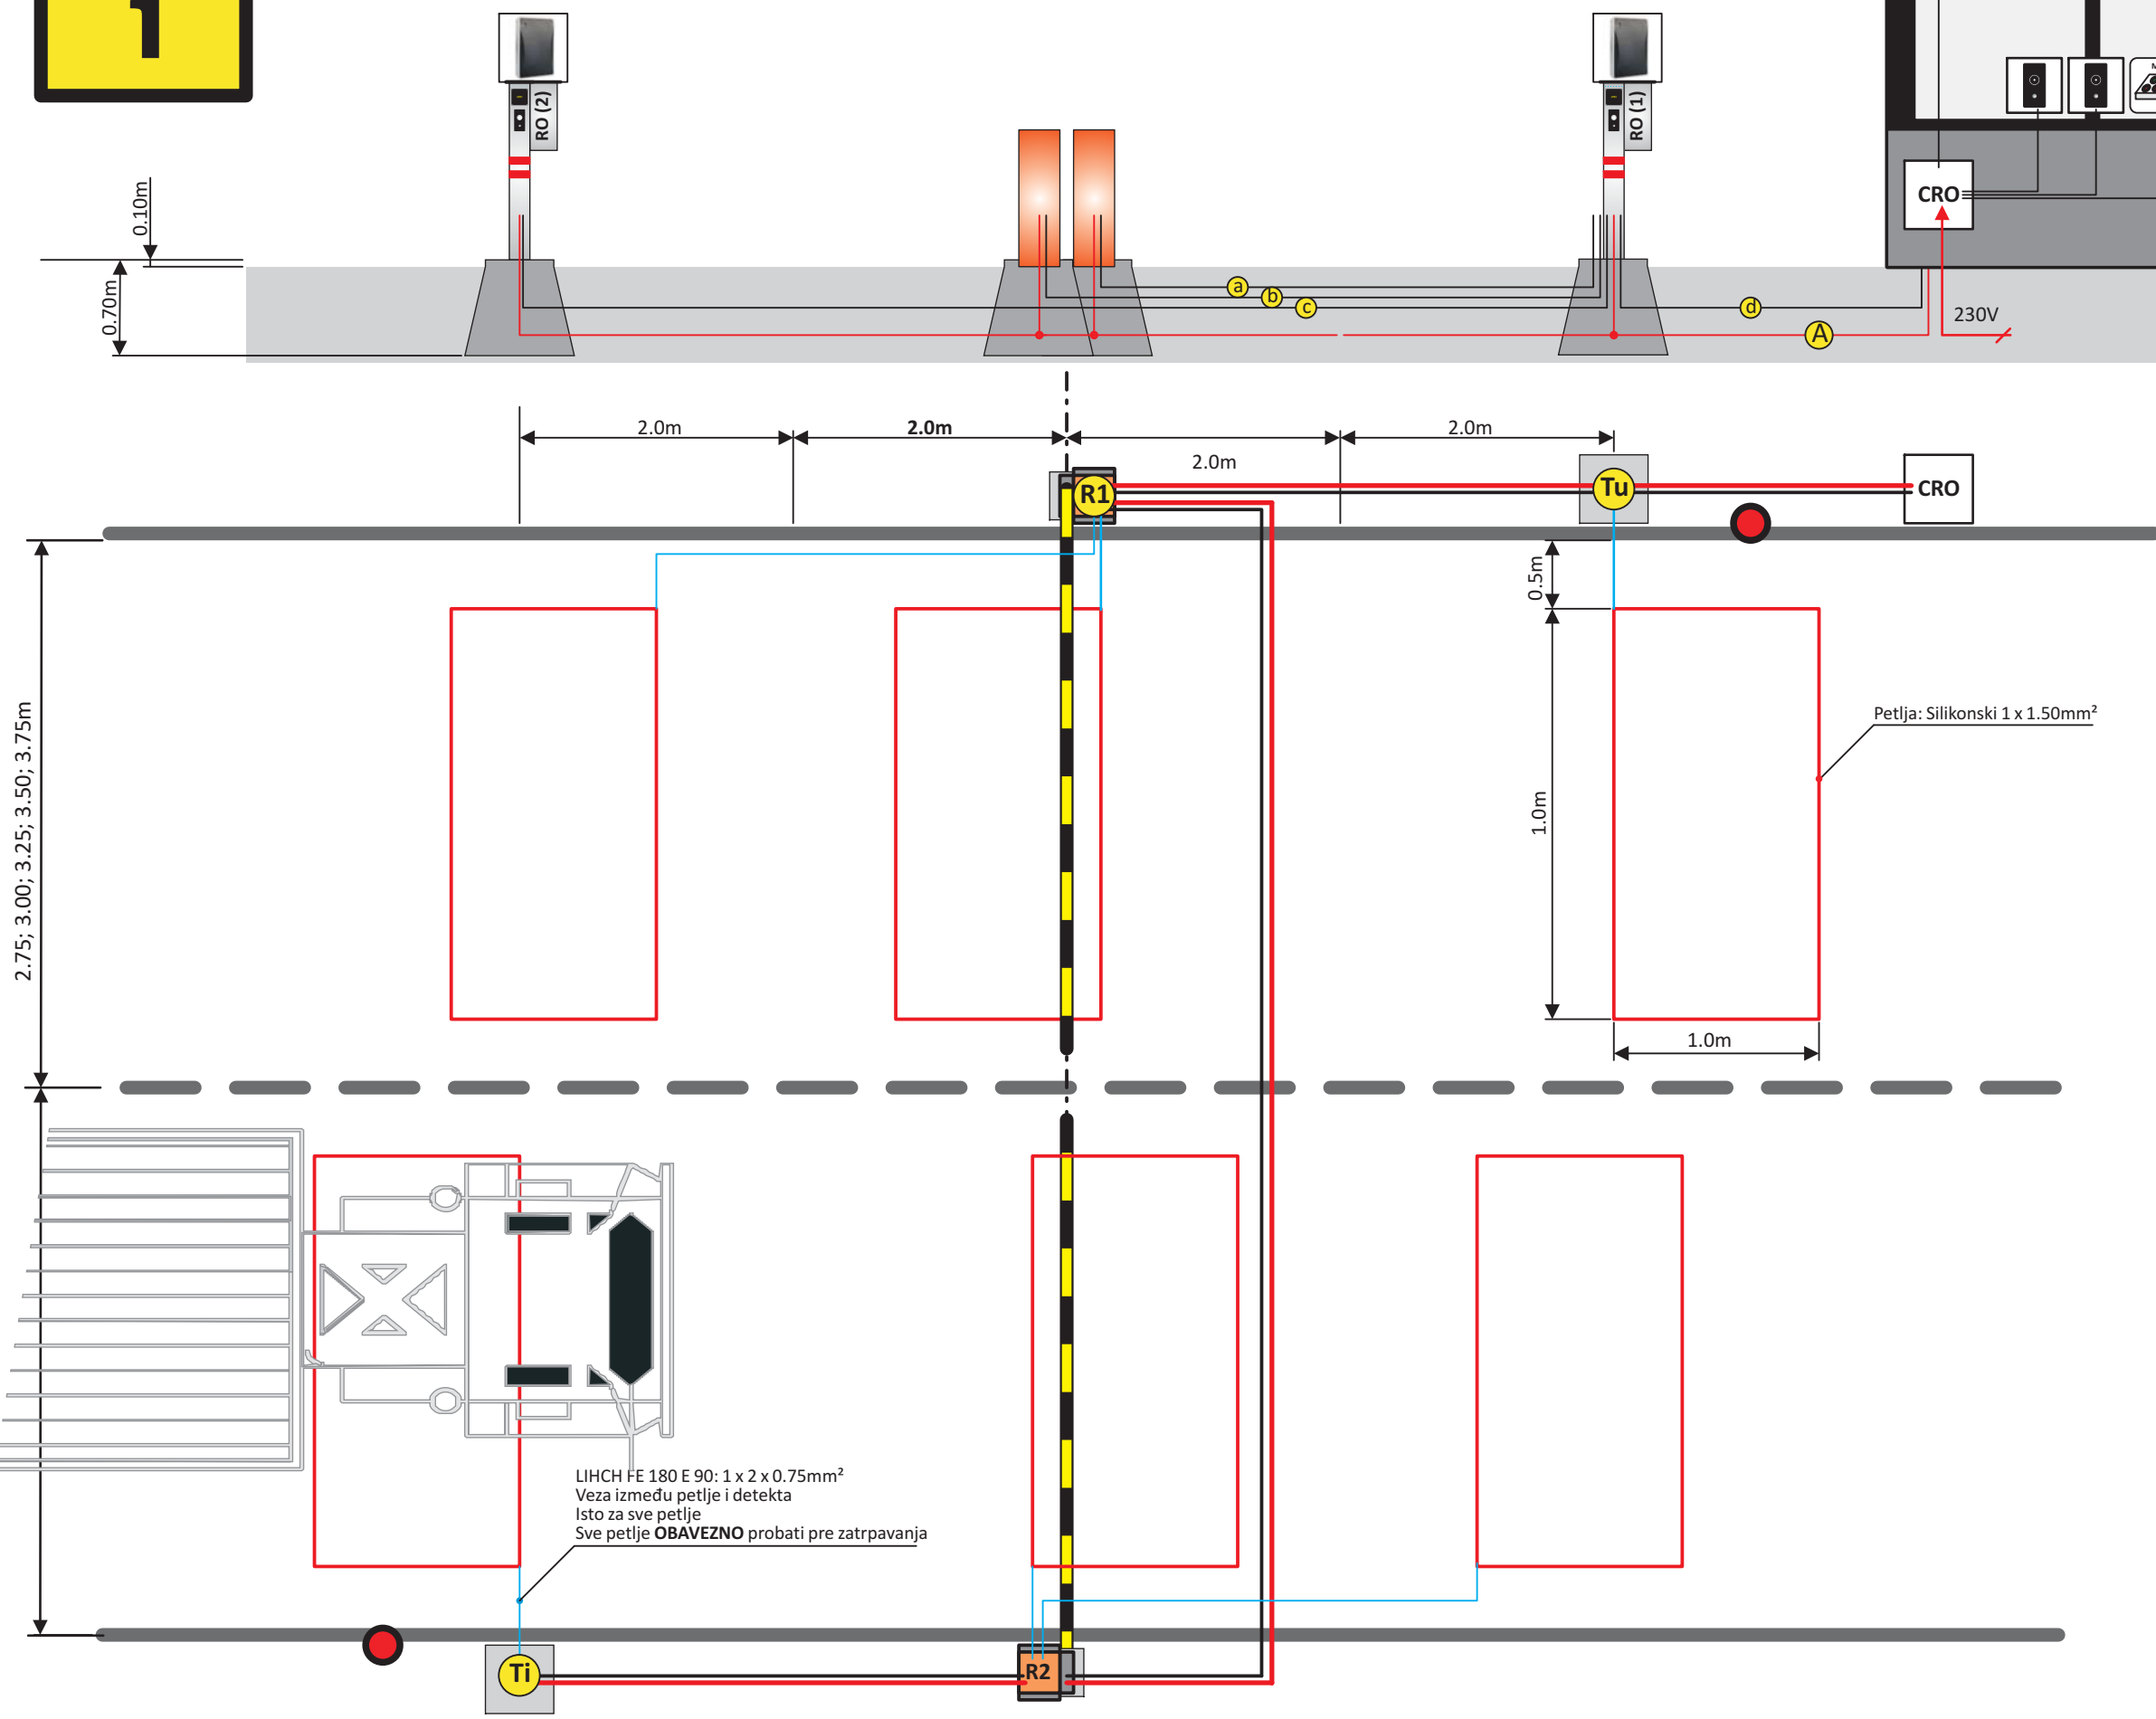 1
RO (2)
RO (1)
M
CRO
0.10m
0.70m
a
b
c
d
A
230V
2.0m
2.0m
2.0m
2.0m
R1
Tu
CRO
0.5m
2.75; 3.00; 3.25; 3.50; 3.75m
Petlja: Silikonski 1 x 1.50mm²
1.0m
1.0m
LIHCH FE 180 E 90: 1 x 2 x 0.75mm²
Veza između petlje i detekta
Isto za sve petlje
Sve petlje OBAVEZNO probati pre zatrpavanja
Ti
R2